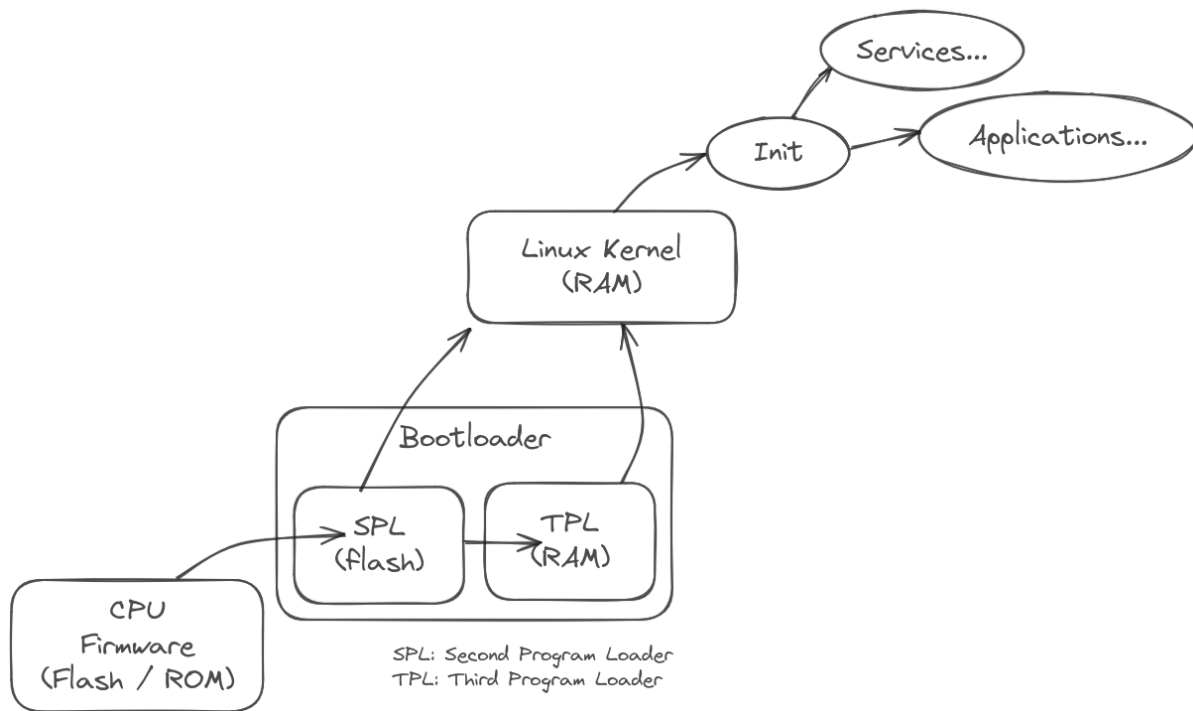 Services...
Init
Applications...
Linux Kernel
(RAM)
Bootloader
SPL
(flash)
TPL
(RAM)
CPU
Firmware
(Flash / ROM)
SPL: Second Program Loader
TPL: Third Program Loader